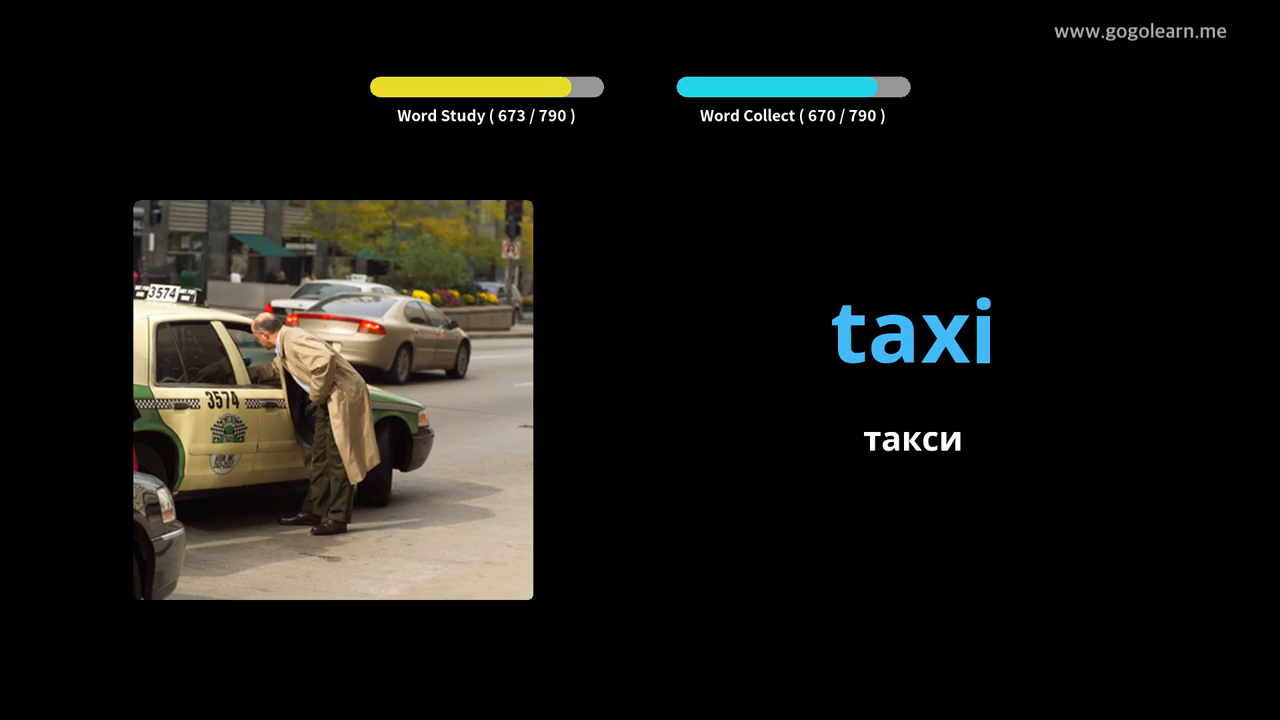 www.gogolearn.me
Word Study ( 673 / 790 )
Word Collect ( 670 / 790 )
3574
3574
taxi
такси